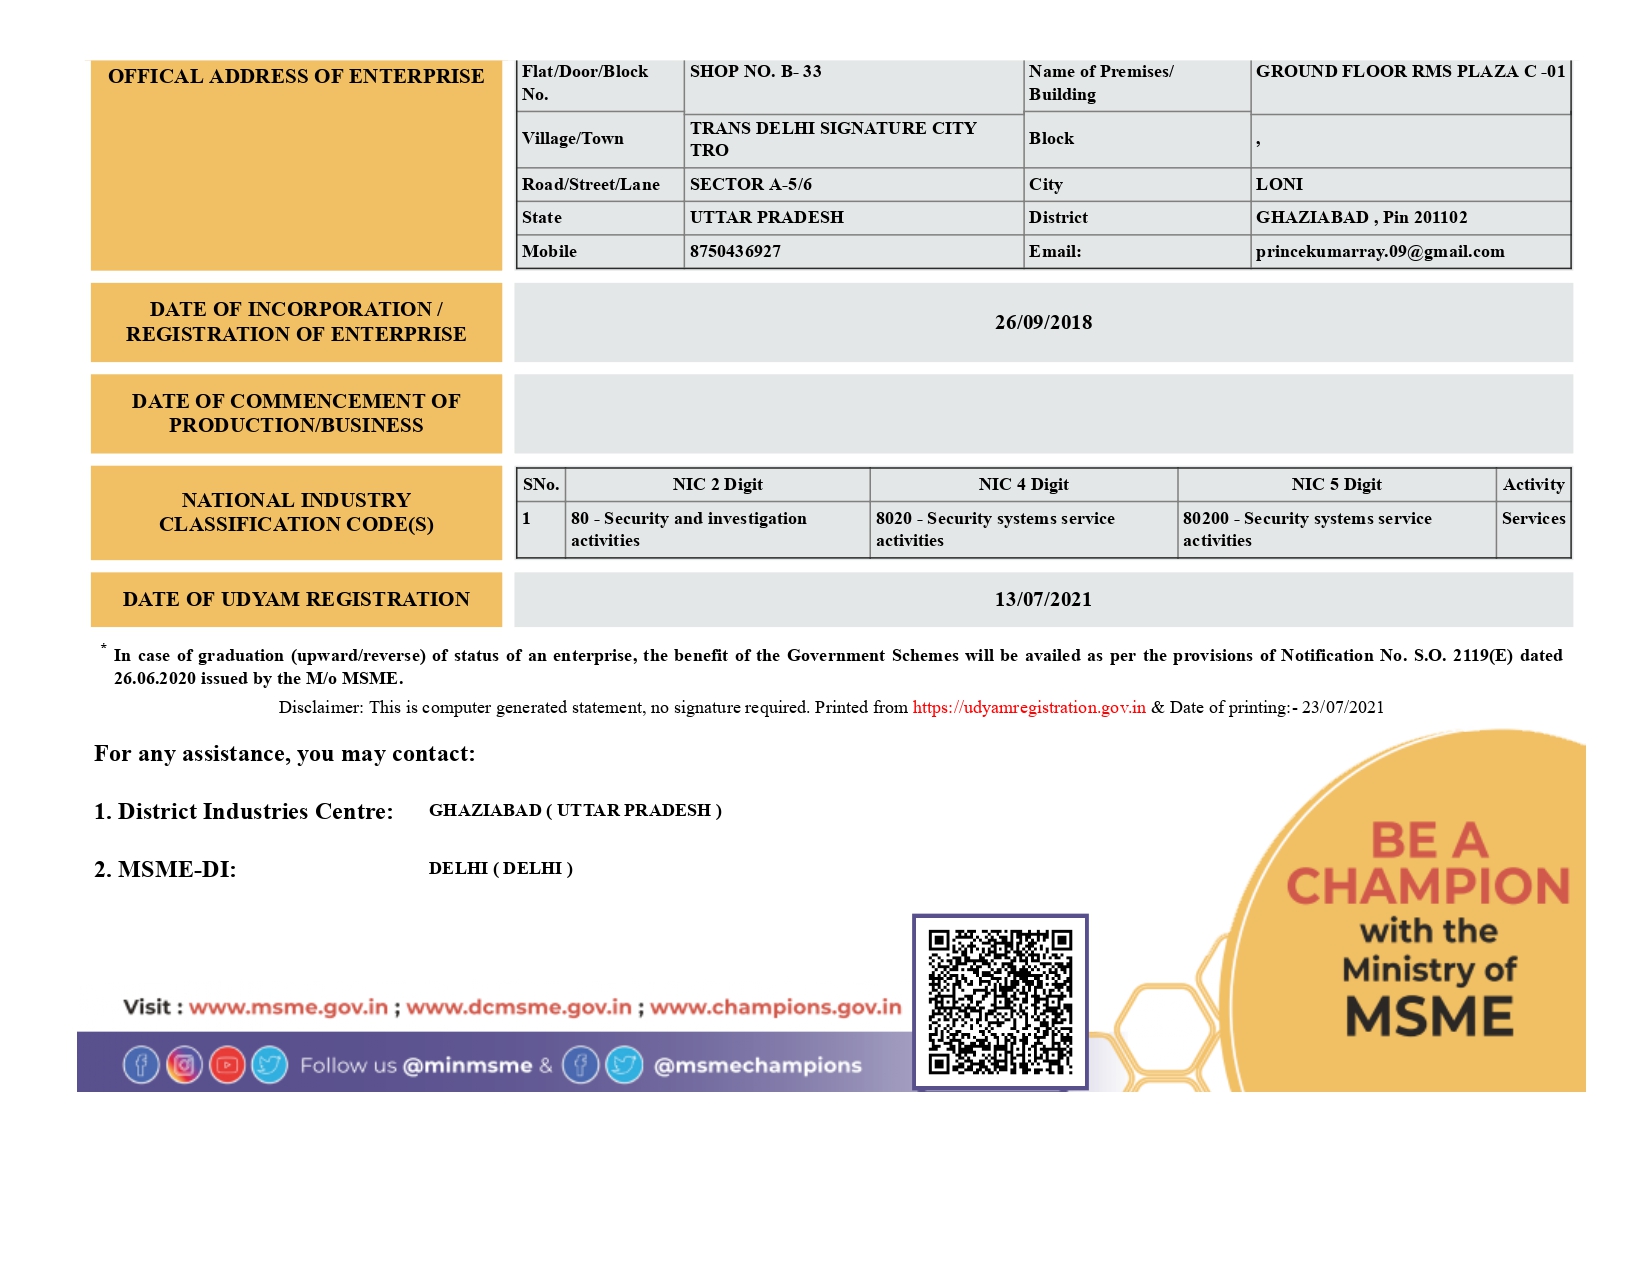 OFFICAL ADDRESS OF ENTERPRISE
Flat/Door/Block No. SHOP NO. B- 33 Name of Premises/ Building GROUND FLOOR RMS PLAZA C -01
Village/Town TRANS DELHI SIGNATURE CITY TRO Block ,
Road/Street/Lane SECTOR A-5/6 City LONI
State UTTAR PRADESH District GHAZIABAD , Pin 201102
Mobile 8750436927 Email: princekumarray.09@gmail.com
DATE OF INCORPORATION /
REGISTRATION OF ENTERPRISE
26/09/2018
DATE OF COMMENCEMENT OF
PRODUCTION/BUSINESS
NATIONAL INDUSTRY
CLASSIFICATION CODE(S)
SNo. NIC 2 Digit NIC 4 Digit NIC 5 Digit Activity
1 80 - Security and investigation activities 8020 - Security systems service activities 80200 - Security systems service activities Services
DATE OF UDYAM REGISTRATION 13/07/2021
* In case of graduation (upward/reverse) of status of an enterprise, the benefit of the Government Schemes will be availed as per the provisions of Notification No. S.O. 2119(E) dated
26.06.2020 issued by the M/o MSME.
Disclaimer: This is computer generated statement, no signature required. Printed from https://udyamregistration.gov.in & Date of printing:- 23/07/2021
For any assistance, you may contact:
1. District Industries Centre: GHAZIABAD ( UTTAR PRADESH )
2. MSME-DI: DELHI ( DELHI )
Visit : www.msme.gov.in ; www.dcmsme.gov.in ; www.champions.gov.in
Follow us @minmsme & @msmechampions
BE A
CHAMPION
with the
Ministry of
MSME